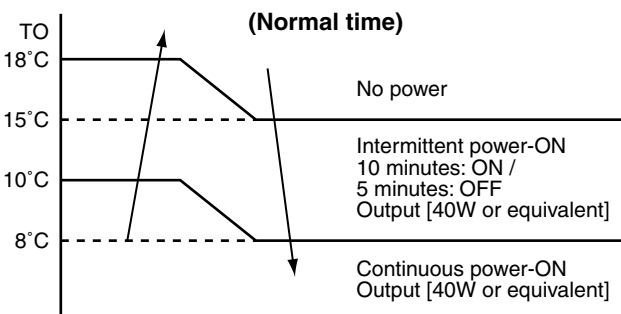 (Normal time)
TO
18˚C
No power
15˚C
Intermittent power-ON
10 minutes: ON /
5 minutes: OFF
Output [40W or equivalent]
10˚C
8˚C
Continuous power-ON
Output [40W or equivalent]